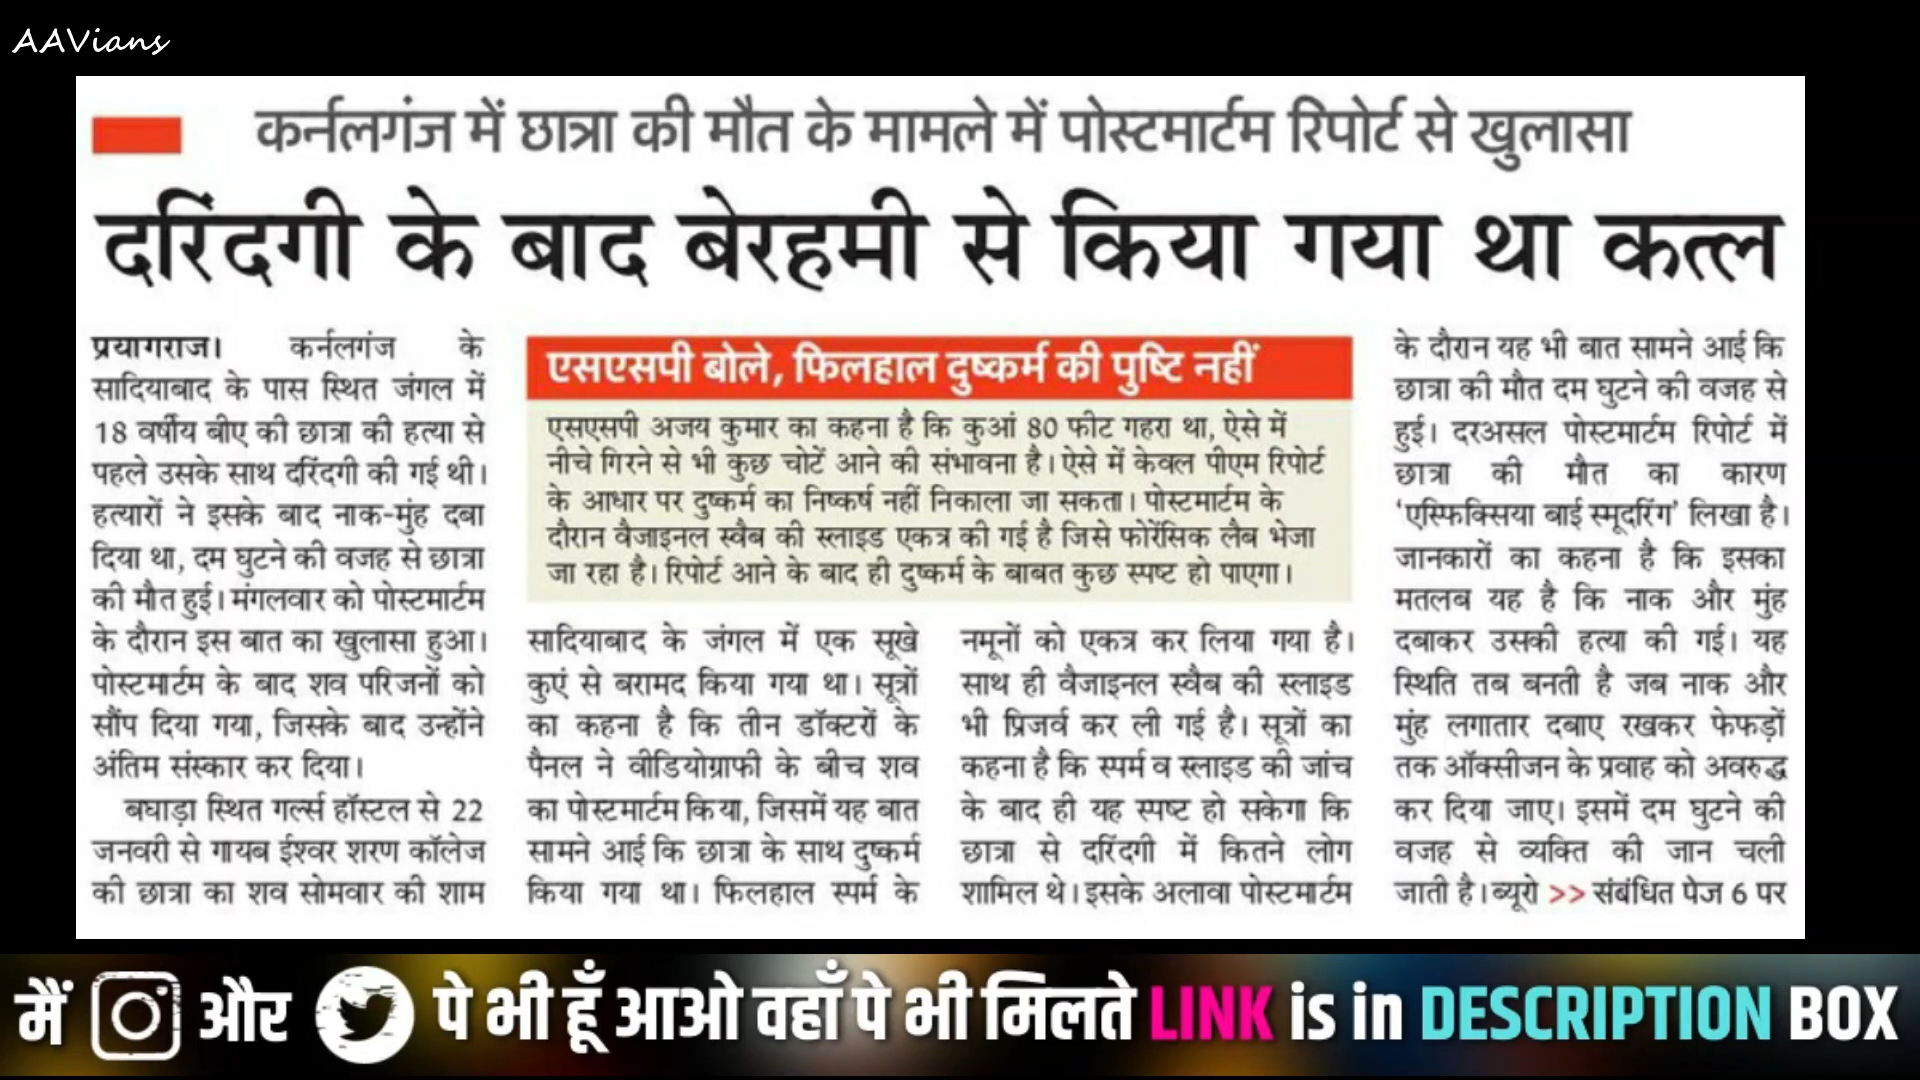 AAVians
कर्नलगंज में छात्रा की मौत के मामले में पोस्टमार्टम रिपोर्ट से खुलासा
दरिंदगी के बाद बेरहमी से किया गया था कत्ल
प्रयागराज। कर्नलगंज के
सादियाबाद के पास स्थित जंगल में
18 वर्षीय बीए की छात्रा की हत्या से
पहले उसके साथ दरिंदगी की गई थी।
हत्यारों ने इसके बाद नाक-मुंह दबा
दिया था, दम घुटने की वजह से छात्रा
की मौत हुई। मंगलवार को पोस्टमार्टम
के दौरान इस बात का खुलासा हुआ।
पोस्टमार्टम के बाद शव परिजनों को
सौंप दिया गया, जिसके बाद उन्होंने
अंतिम संस्कार कर दिया।
बघाड़ा स्थित गर्ल्स हॉस्टल से 22
जनवरी से गायब ईश्वर शरण कॉलेज
की छात्रा का शव सोमवार की शाम
एसएसपी बोले, फिलहाल दुष्कर्म की पुष्टि नहीं
एसएसपी अजय कुमार का कहना है कि कुआं 80 फीट गहरा था, ऐसे में
नीचे गिरने से भी कुछ चोटें आने की संभावना है। ऐसे में केवल पीएम रिपोर्ट
के आधार पर दुष्कर्म का निष्कर्ष नहीं निकाला जा सकता। पोस्टमार्टम के
दौरान वैजाइनल स्वैब की स्लाइड एकत्र की गई है जिसे फोरेंसिक लैब भेजा
जा रहा है। रिपोर्ट आने के बाद ही दुष्कर्म के बाबत कुछ स्पष्ट हो पाएगा।
सादियाबाद के जंगल में एक सूखे
कुएं से बरामद किया गया था। सूत्रों
का कहना है कि तीन डॉक्टरों के
पैनल ने वीडियोग्राफी के बीच शव
का पोस्टमार्टम किया, जिसमें यह बात
सामने आई कि छात्रा के साथ दुष्कर्म
किया गया था। फिलहाल स्पर्म के
नमूनों को एकत्र कर लिया गया है।
साथ ही वैजाइनल स्वैब की स्लाइड
भी प्रिजर्व कर ली गई है। सूत्रों का
कहना है कि स्पर्म व स्लाइड की जांच
के बाद ही यह स्पष्ट हो सकेगा कि
छात्रा से दरिंदगी में कितने लोग
शामिल थे। इसके अलावा पोस्टमार्टम
के दौरान यह भी बात सामने आई कि
छात्रा की मौत दम घुटने की वजह से
हुई। दरअसल पोस्टमार्टम रिपोर्ट में
छात्रा की मौत का कारण
‘एस्फिक्सिया बाई स्मूदरिंग’ लिखा है।
जानकारों का कहना है कि इसका
मतलब यह है कि नाक और मुंह
दबाकर उसकी हत्या की गई। यह
स्थिति तब बनती है जब नाक और
मुंह लगातार दबाए रखकर फेफड़ों
तक ऑक्सीजन के प्रवाह को अवरुद्ध
कर दिया जाए। इसमें दम घुटने की
वजह से व्यक्ति की जान चली
जाती है। ब्यूरो >> संबंधित पेज 6 पर
मैं और पे भी हूँ आओ वहाँ पे भी मिलते LINK is in DESCRIPTION BOX